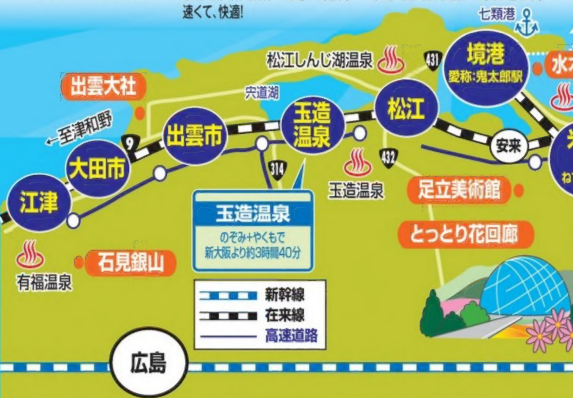 速くて、快適!
七類港
松江しんじ湖温泉
431
境港
愛称:鬼太郎駅
水木
出雲大社
宍道湖
←至津和野
9
出雲市
玉造
温泉
松江
安来
大田市
314
玉造温泉
432
江津
玉造温泉
のぞみ+やくもで
新大阪より約3時間40分
足立美術館
とっとり花回廊
有福温泉
石見銀山
新幹線
在来線
高速道路
広島